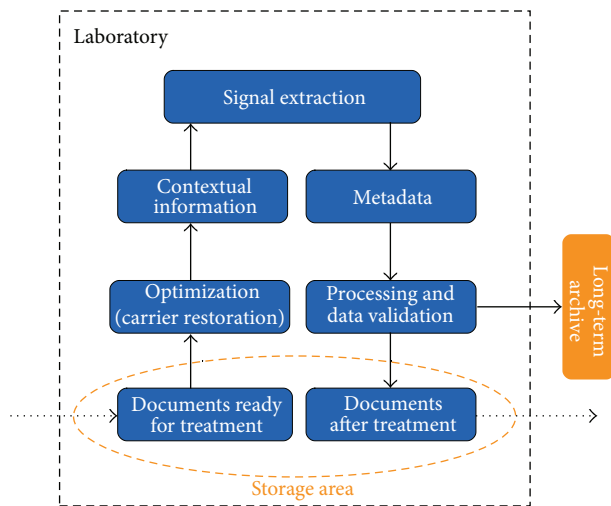 Laboratory
Signal extraction
Contextual
information
Metadata
Optimization
(carrier restoration)
Processing and
data validation
Long-term
archive
Documents ready
for treatment
Documents
after treatment
Storage area